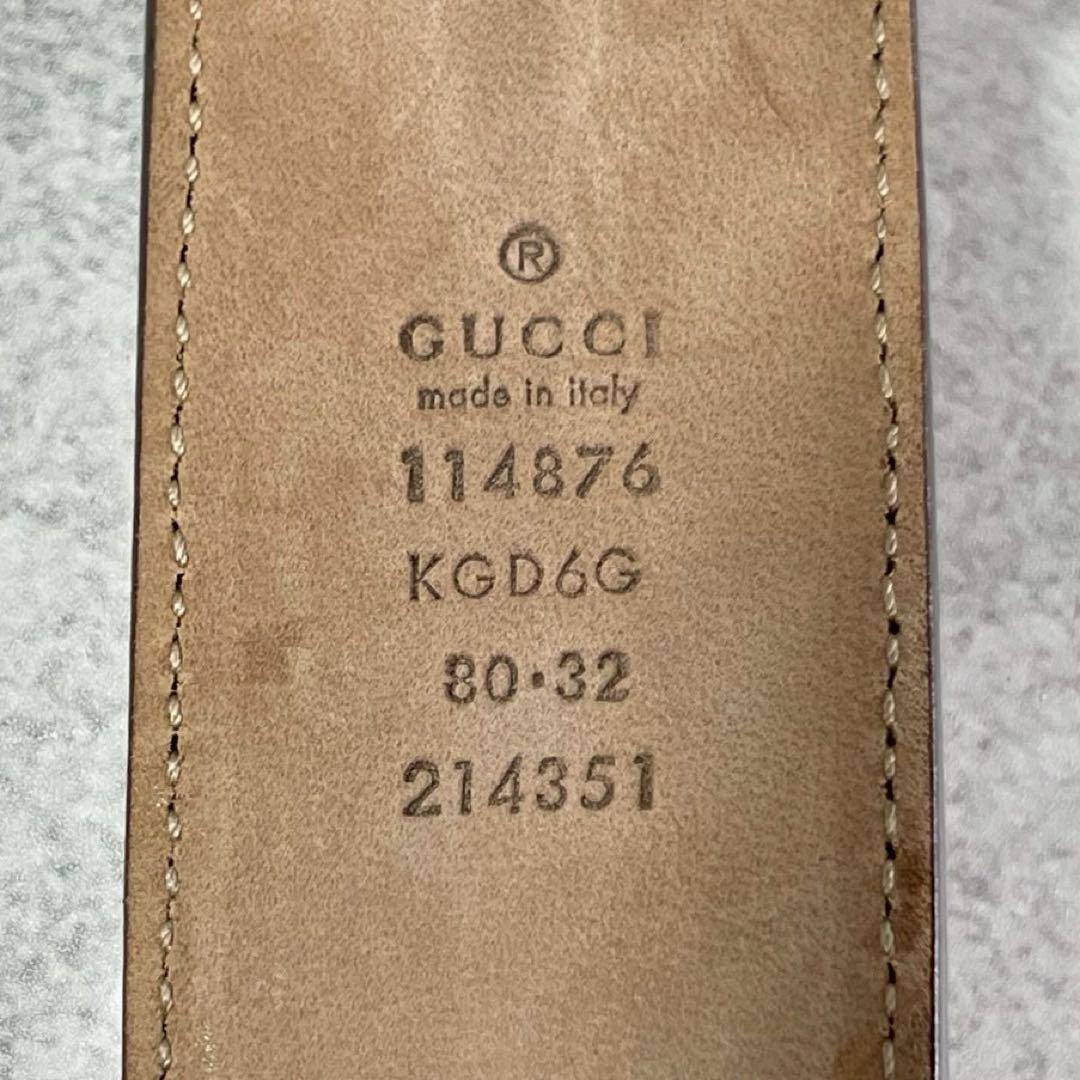 ®
GUCCI
made in italy
114876
KGD6G
80·32
214351